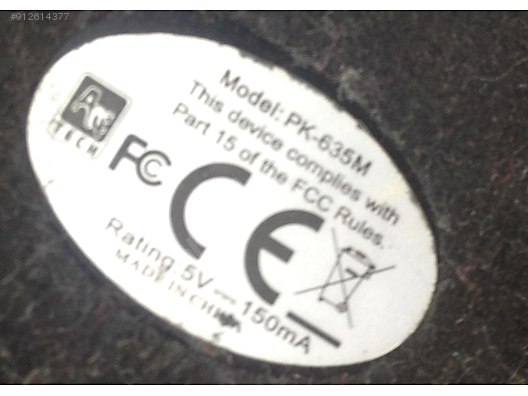 #912614377
A4
TECH
Model: PK-635M
This device complies with
Part 15 of the FCC Rules.
FC CE
Rating: 5V⎓150mA
MADE IN CHINA